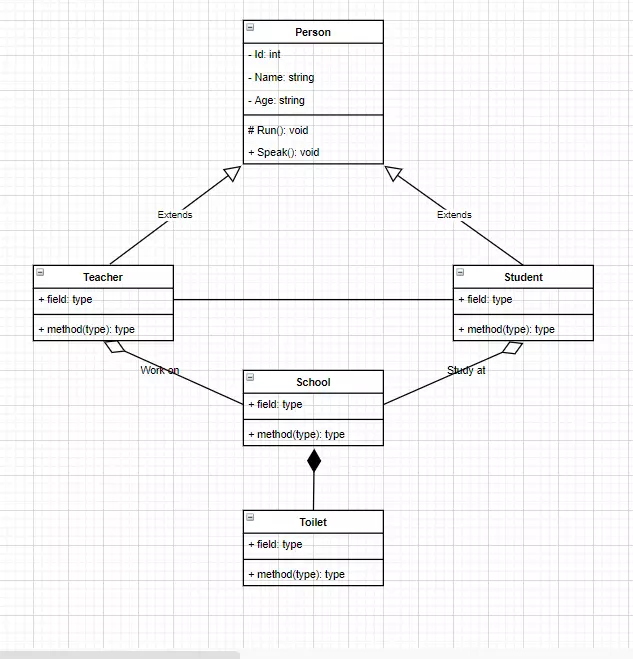 Person
- Id: int
- Name: string
- Age: string
# Run(): void
+ Speak(): void
Extends
Extends
Teacher
+ field: type
+ method(type): type
Student
+ field: type
+ method(type): type
Work on
Study at
School
+ field: type
+ method(type): type
Toilet
+ field: type
+ method(type): type